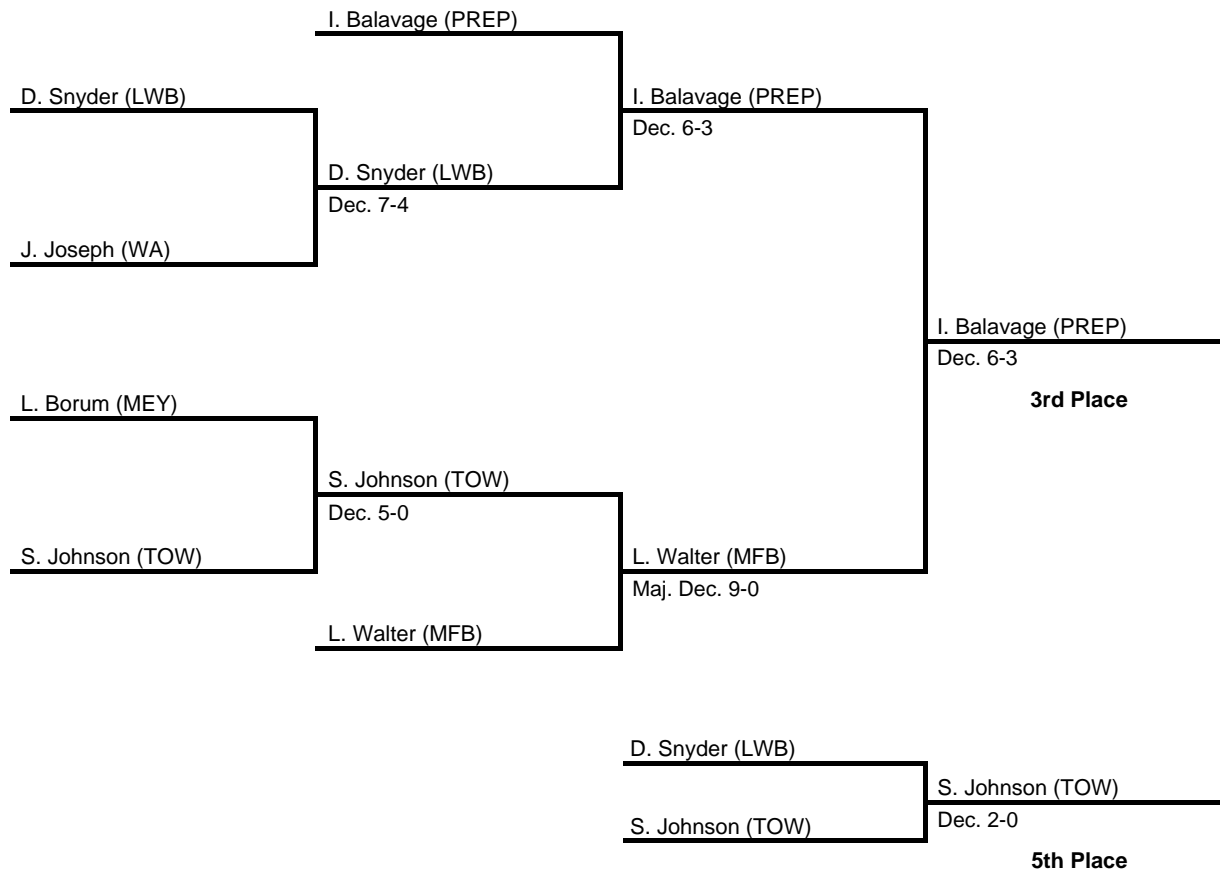 I. Balavage (PREP)
D. Snyder (LWB)
I. Balavage (PREP)
Dec. 6-3
D. Snyder (LWB)
Dec. 7-4
J. Joseph (WA)
I. Balavage (PREP)
Dec. 6-3
3rd Place
L. Borum (MEY)
S. Johnson (TOW)
Dec. 5-0
S. Johnson (TOW)
L. Walter (MFB)
Maj. Dec. 9-0
L. Walter (MFB)
D. Snyder (LWB)
S. Johnson (TOW)
Dec. 2-0
S. Johnson (TOW)
5th Place